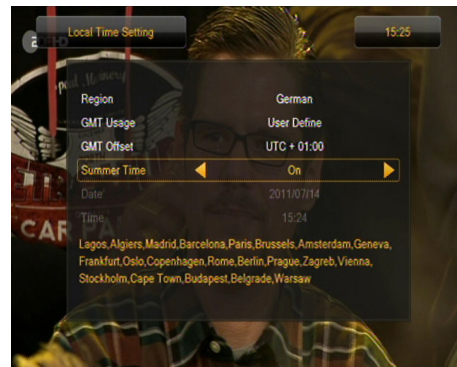 Local Time Setting
15:25
HD
Region German
GMT Usage User Define
GMT Offset UTC + 01:00
Summer Time On
Date 2011/07/14
Time 15:24
Lagos,Algiers,Madrid,Barcelona,Paris,Brussels,Amsterdam,Geneva,
Frankfurt,Oslo,Copenhagen,Rome,Berlin,Prague,Zagreb,Vienna,
Stockholm,Cape Town,Budapest,Belgrade,Warsaw
CAR